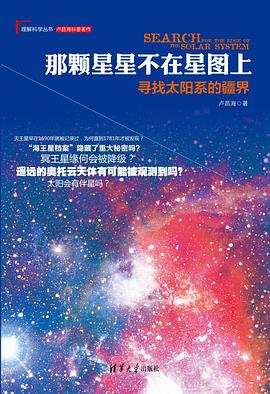 理解科学丛书·卢昌海科普著作
SEARCH FOR THE EDGE OF THE
SOLAR SYSTEM
那颗星星不在星图上
寻找太阳系的疆界
卢昌海 ◎ 著
天王星早在1690年就被记录过，为何直到1781年才被发现？
“海王星档案”隐藏了重大秘密吗？
冥王星缘何会被降级？
遥远的奥托云天体有可能被观测到吗？
太阳会有伴星吗？
清华大学出版社